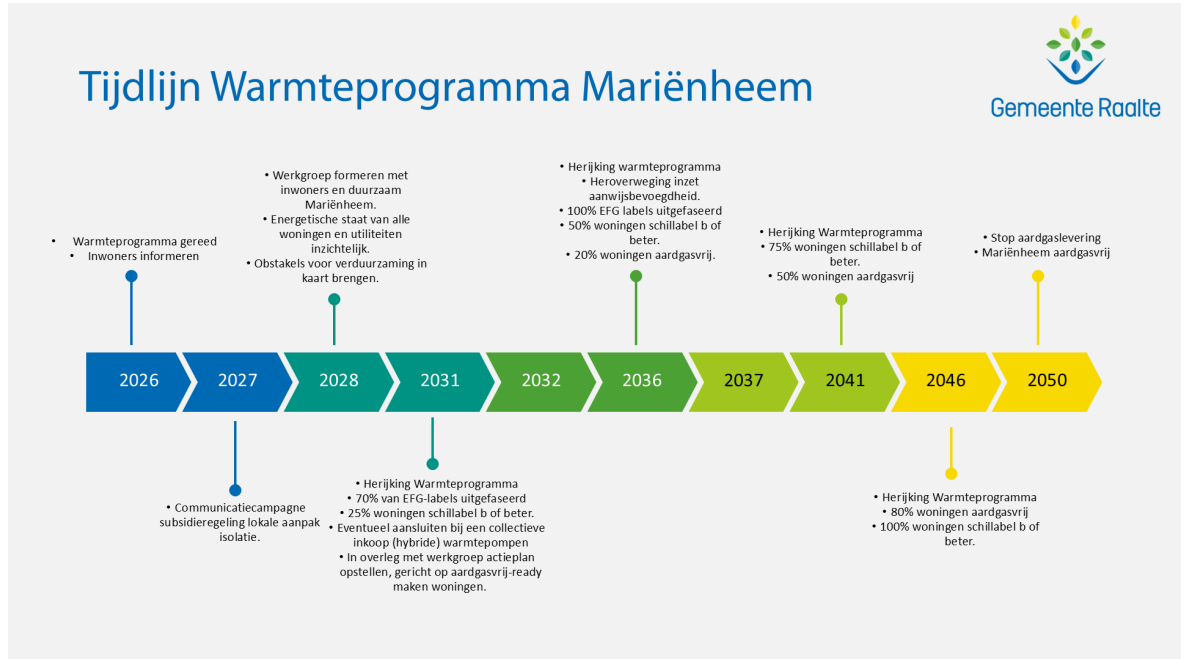 Tijdlijn Warmteprogramma Mariënheem
Gemeente Raalte
• Warmteprogramma gereed
• Inwoners informeren
• Werkgroep formeren met
inwoners en duurzaam
Mariënheem.
• Energetische staat van alle
woningen en utiliteiten
inzichtelijk.
• Obstakels voor verduurzaming in
kaart brengen.
• Herijking warmteprogramma
• Heroverweging inzet
aanwijsbevoegdheid.
• 100% EFG labels uitgefaseerd
• 50% woningen schillabel b of
beter.
• 20% woningen aardgasvrij.
• Herijking Warmteprogramma
• 75% woningen schillabel b of
beter.
• 50% woningen aardgasvrij
• Stop aardgaslevering
• Mariënheem aardgasvrij
2026
2027
2028
2031
2032
2036
2037
2041
2046
2050
• Communicatiecampagne
subsidieregeling lokale aanpak
isolatie.
• Herijking Warmteprogramma
• 70% van EFG-labels uitgefaseerd
• 25% woningen schillabel b of beter.
• Eventueel aansluiten bij een collectieve
inkoop (hybride) warmtepompen
• In overleg met werkgroep actieplan
opstellen, gericht op aardgasvrij-ready
maken woningen.
• Herijking Warmteprogramma
• 80% woningen aardgasvrij
• 100% woningen schillabel b of
beter.